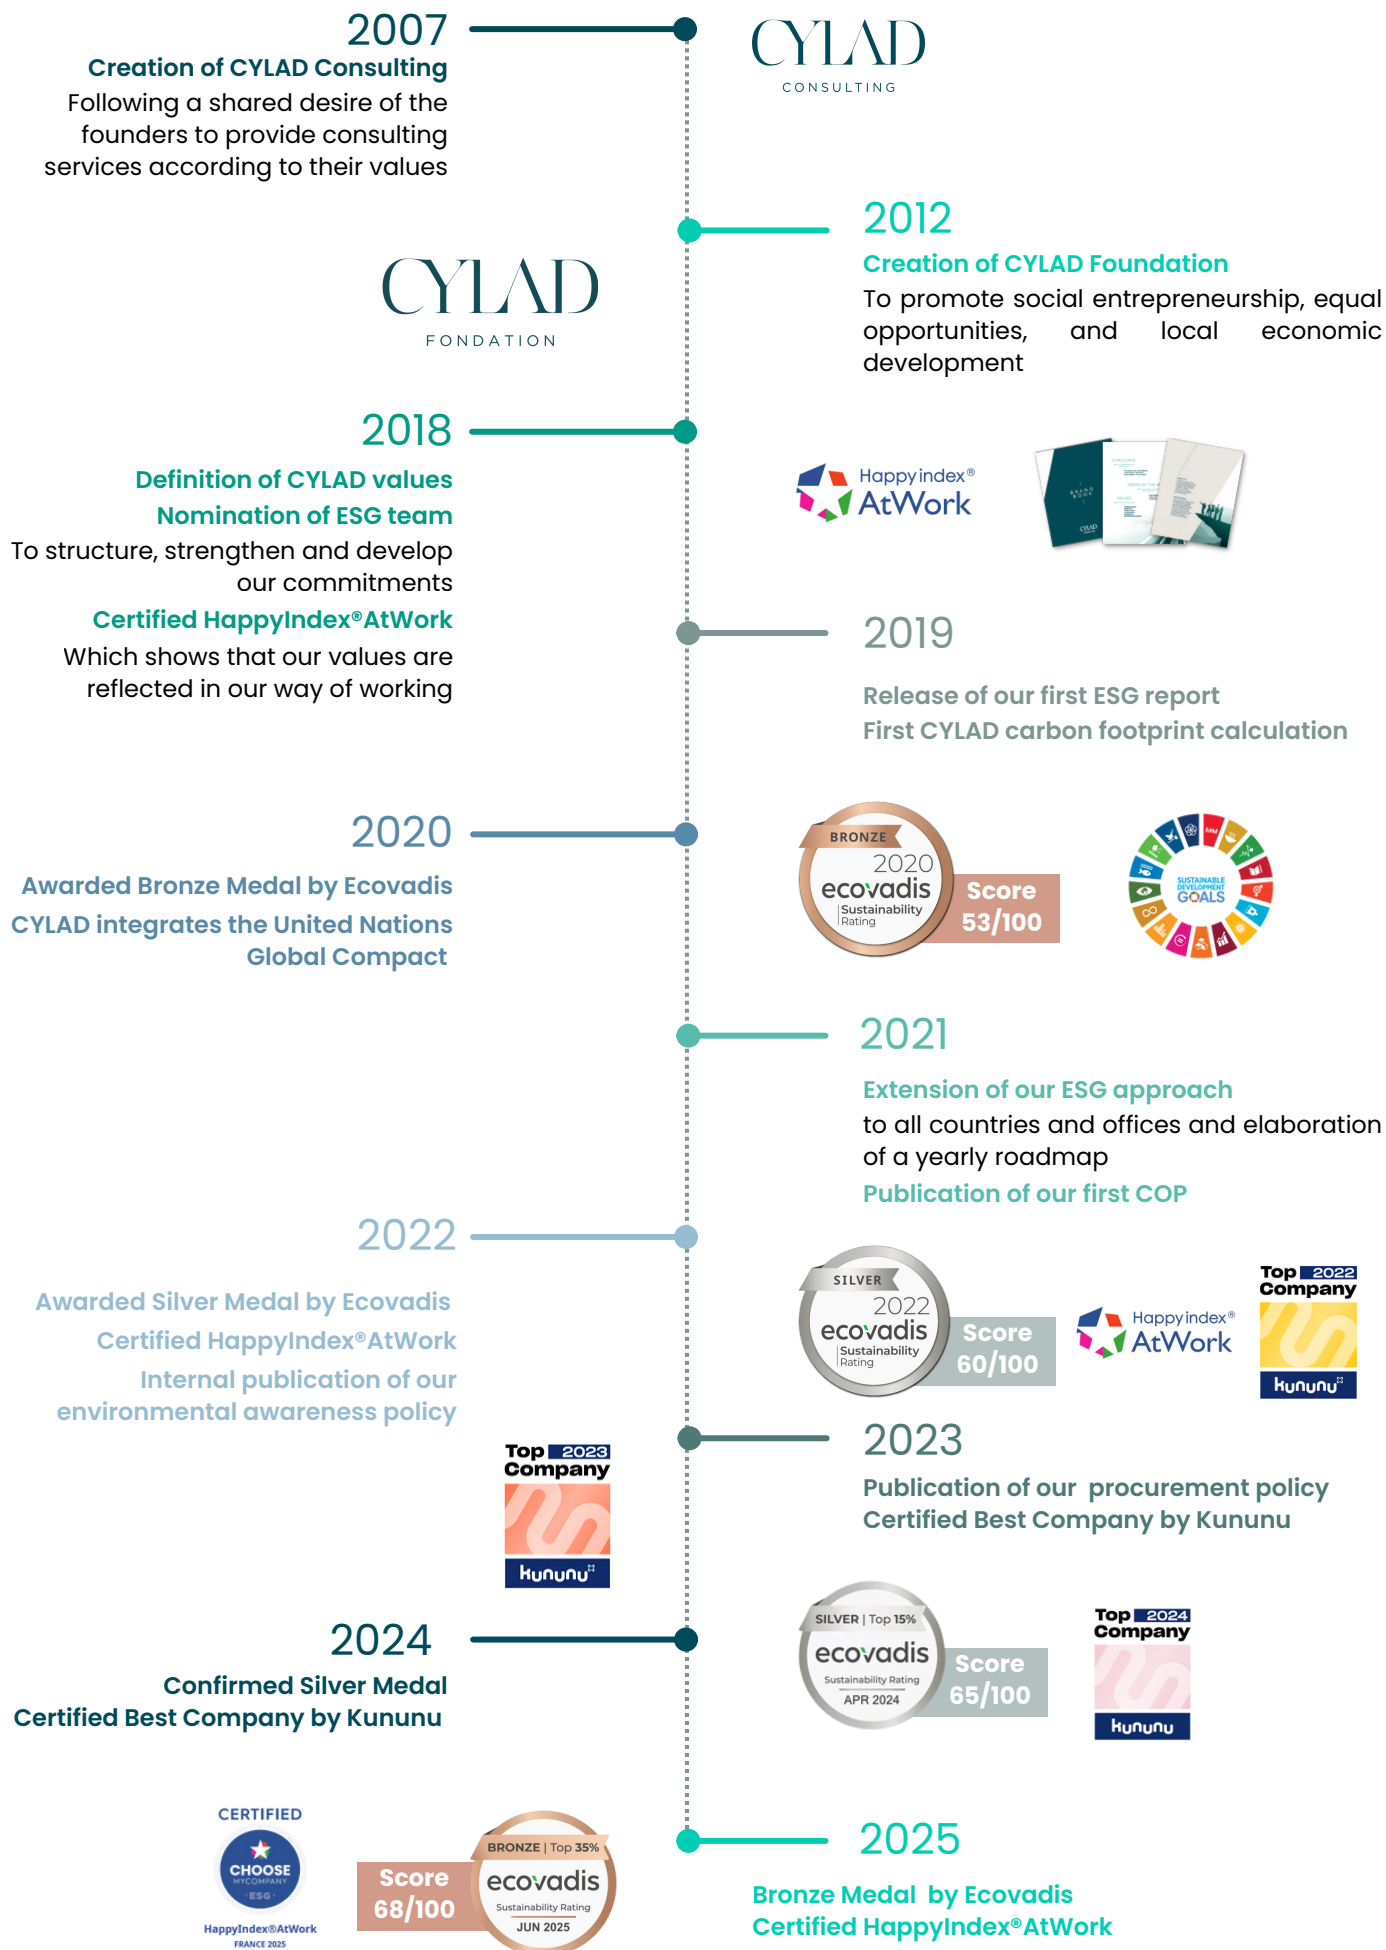 2007
Creation of CYLAD Consulting
Following a shared desire of the
founders to provide consulting
services according to their values
CYLAD
CONSULTING
2012
Creation of CYLAD Foundation
To promote social entrepreneurship, equal
opportunities, and local economic
development
CYLAD
FONDATION
2018
Definition of CYLAD values
Nomination of ESG team
To structure, strengthen and develop
our commitments
Certified HappyIndex®AtWork
Which shows that our values are
reflected in our way of working
Happyindex®
AtWork
BRAND
BOOK
CYLAD
2019
Release of our first ESG report
First CYLAD carbon footprint calculation
2020
Awarded Bronze Medal by Ecovadis
CYLAD integrates the United Nations
Global Compact
BRONZE
2020
ecovadis
Sustainability
Rating
Score
53/100
SUSTAINABLE
DEVELOPMENT
GOALS
2021
Extension of our ESG approach
to all countries and offices and elaboration
of a yearly roadmap
Publication of our first COP
2022
Awarded Silver Medal by Ecovadis
Certified HappyIndex®AtWork
Internal publication of our
environmental awareness policy
SILVER
2022
ecovadis
Sustainability
Rating
Score
60/100
Happyindex®
AtWork
Top 2022
Company
kununu
2023
Publication of our procurement policy
Certified Best Company by Kununu
Top 2023
Company
kununu
2024
Confirmed Silver Medal
Certified Best Company by Kununu
SILVER | Top 15%
ecovadis
Sustainability Rating
APR 2024
Score
65/100
Top 2024
Company
kununu
2025
Bronze Medal by Ecovadis
Certified HappyIndex®AtWork
CERTIFIED
CHOOSE
MYCOMPANY
· ESG ·
HappyIndex®AtWork
FRANCE 2025
Score
68/100
BRONZE | Top 35%
ecovadis
Sustainability Rating
JUN 2025